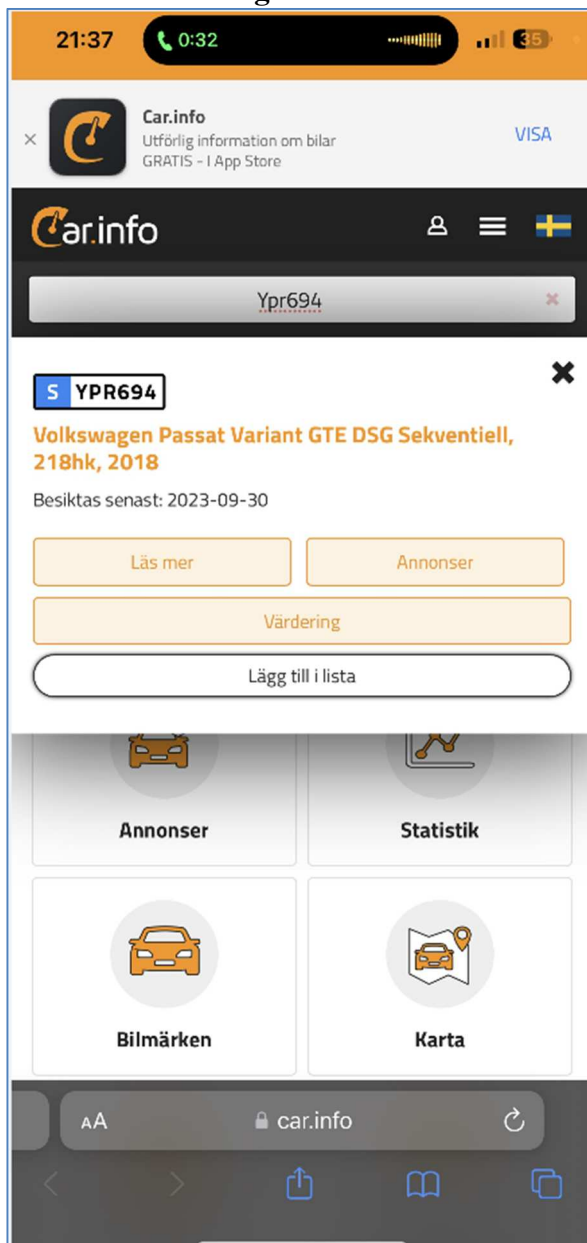 21:37
0:32
35
Car.info
Utförlig information om bilar
GRATIS - I App Store
VISA
Car.info
Ypr694
S YPR694
Volkswagen Passat Variant GTE DSG Sekventiell,
218hk, 2018
Besiktas senast: 2023-09-30
Läs mer
Annonser
Värdering
Lägg till i lista
Annonser
Statistik
Bilmärken
Karta
AA
car.info